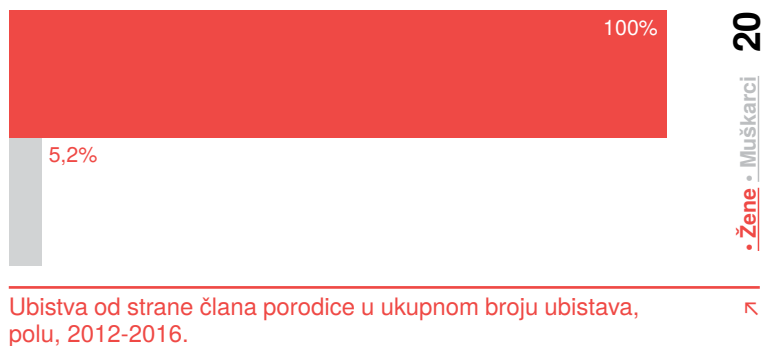 100%
5,2%
20
• Žene • Muškarci
Ubistva od strane člana porodice u ukupnom broju ubistava,
polu, 2012-2016.